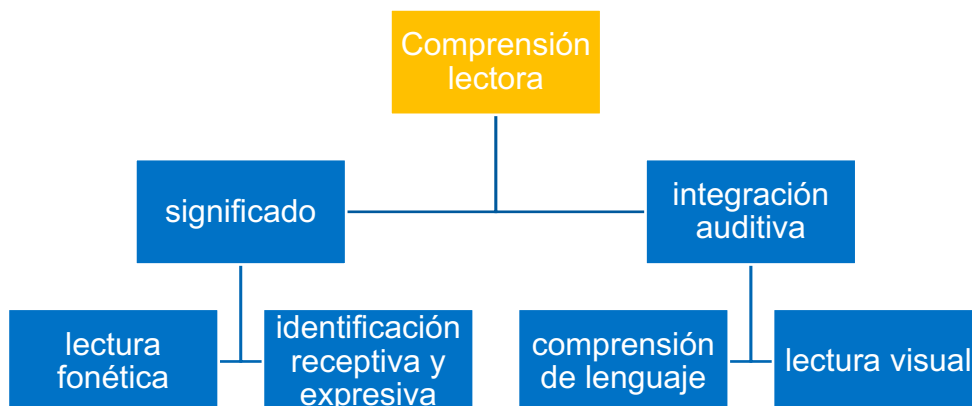 Comprensión
lectora
significado
integración
auditiva
lectura
fonética
identificación
receptiva y
expresiva
comprensión
de lenguaje
lectura visual